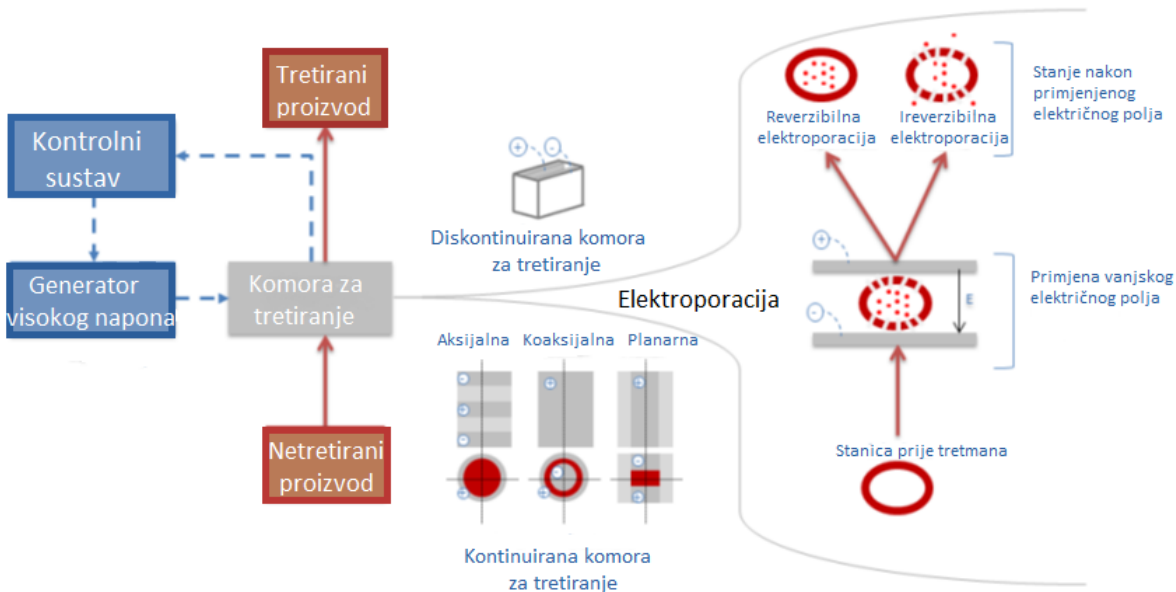 Tretirani
proizvod
Kontrolni
sustav
Generator
visokog napona
Komora za
tretiranje
Netretirani
proizvod
+
-
Diskontinuirana komora
za tretiranje
Elektroporacija
Aksijalna
Koaksijalna
Planarna
-
+
-
+
+
-
+
+
-
+
Kontinuirana komora
za tretiranje
Reverzibilna
elektroporacija
Ireverzibilna
elektroporacija
Stanje nakon
primjenjenog
električnog polja
+
-
E
Primjena vanjskog
električnog polja
Stanica prije tretmana